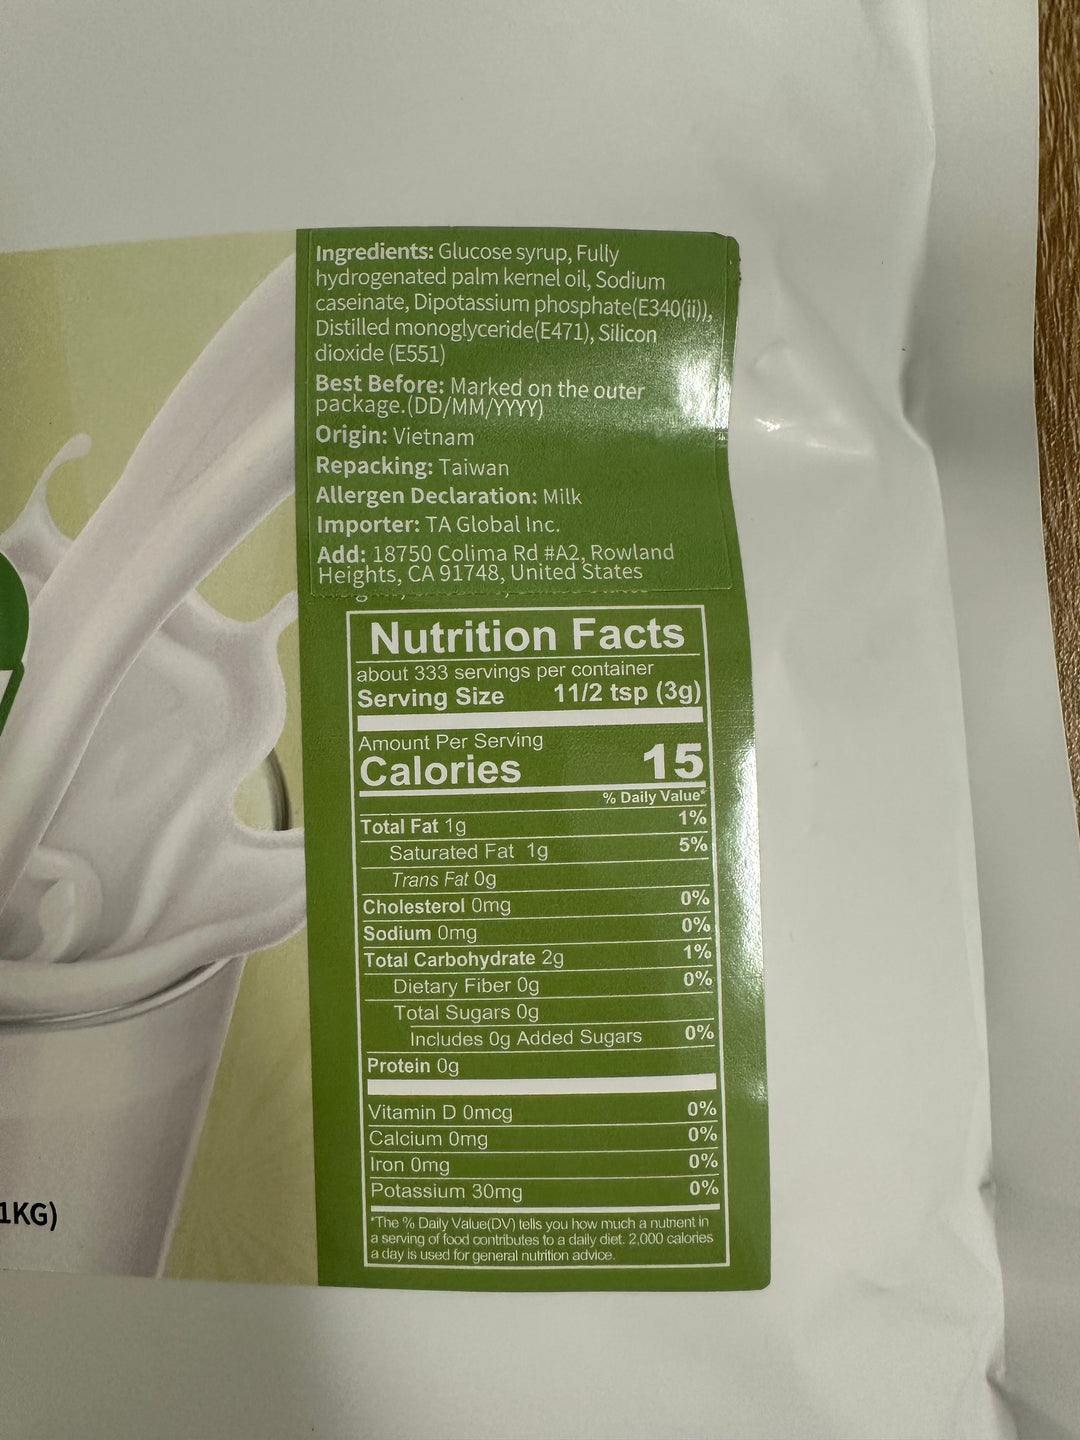 Ingredients: Glucose syrup, Fully
hydrogenated palm kernel oil, Sodium
caseinate, Dipotassium phosphate(E340(ii)),
Distilled monoglyceride(E471), Silicon
dioxide (E551)
Best Before: Marked on the outer
package.(DD/MM/YYYY)
Origin: Vietnam
Repacking: Taiwan
Allergen Declaration: Milk
Importer: TA Global Inc.
Add: 18750 Colima Rd #A2, Rowland
Heights, CA 91748, United States
Nutrition Facts
about 333 servings per container
Serving Size 11/2 tsp (3g)
Amount Per Serving
Calories 15
% Daily Value*
Total Fat 1g 1%
Saturated Fat 1g 5%
Trans Fat 0g
Cholesterol 0mg 0%
Sodium 0mg 0%
Total Carbohydrate 2g 1%
Dietary Fiber 0g 0%
Total Sugars 0g
Includes 0g Added Sugars 0%
Protein 0g
Vitamin D 0mcg 0%
Calcium 0mg 0%
Iron 0mg 0%
Potassium 30mg 0%
*The % Daily Value(DV) tells you how much a nutrient in
a serving of food contributes to a daily diet. 2,000 calories
a day is used for general nutrition advice.
1KG)